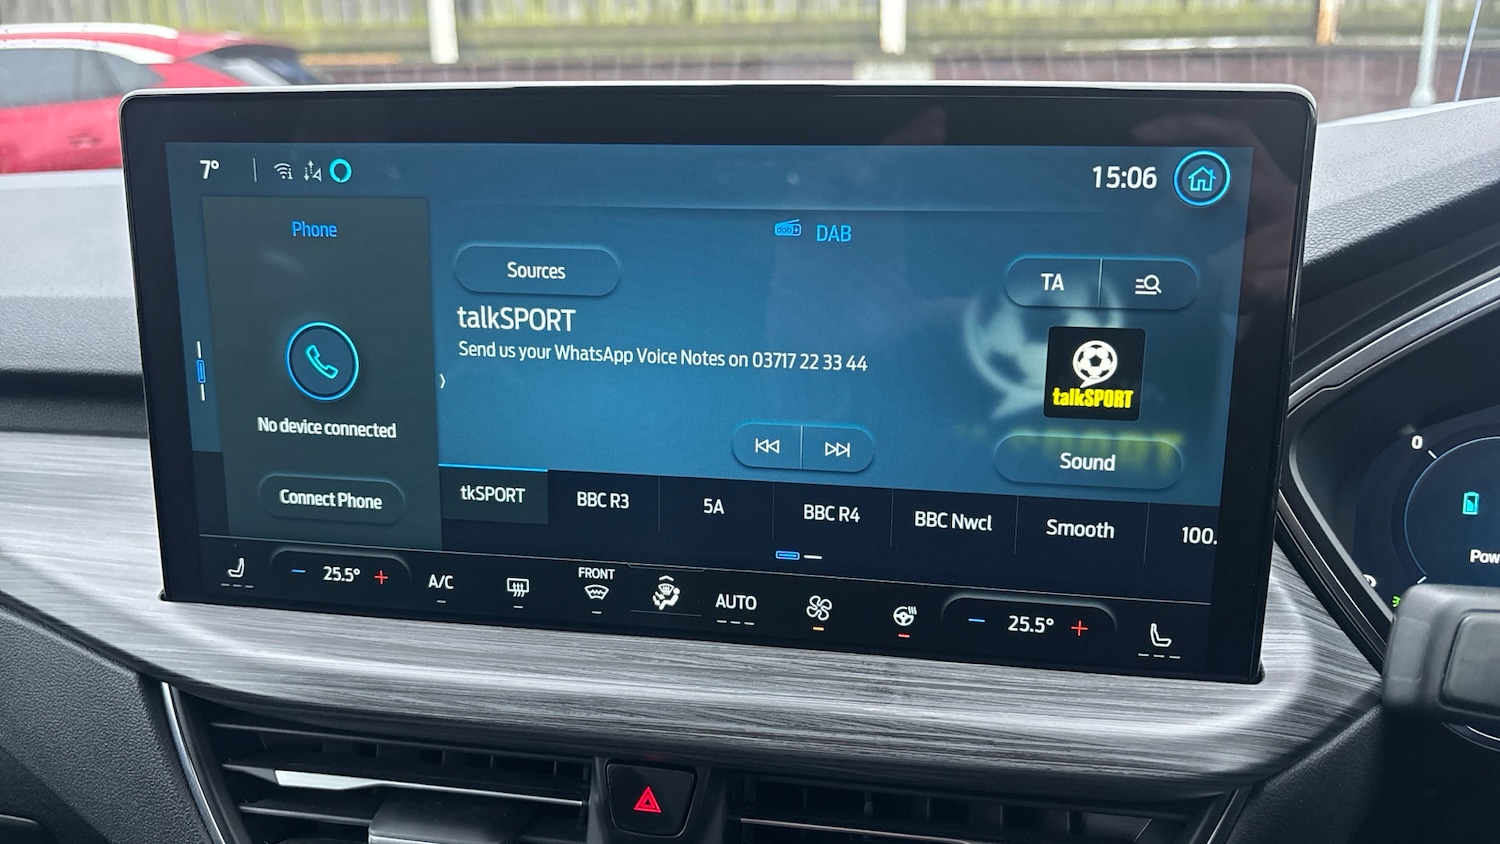 7°
15:06
Phone
dab+ DAB
Sources
TA
talkSPORT
Send us your WhatsApp Voice Notes on 03717 22 33 44
talkSPORT
No device connected
Sound
Connect Phone
tkSPORT
BBC R3
5A
BBC R4
BBC Nwcl
Smooth
100.
− 25.5° +
A/C
FRONT
AUTO
− 25.5° +
0
Pow